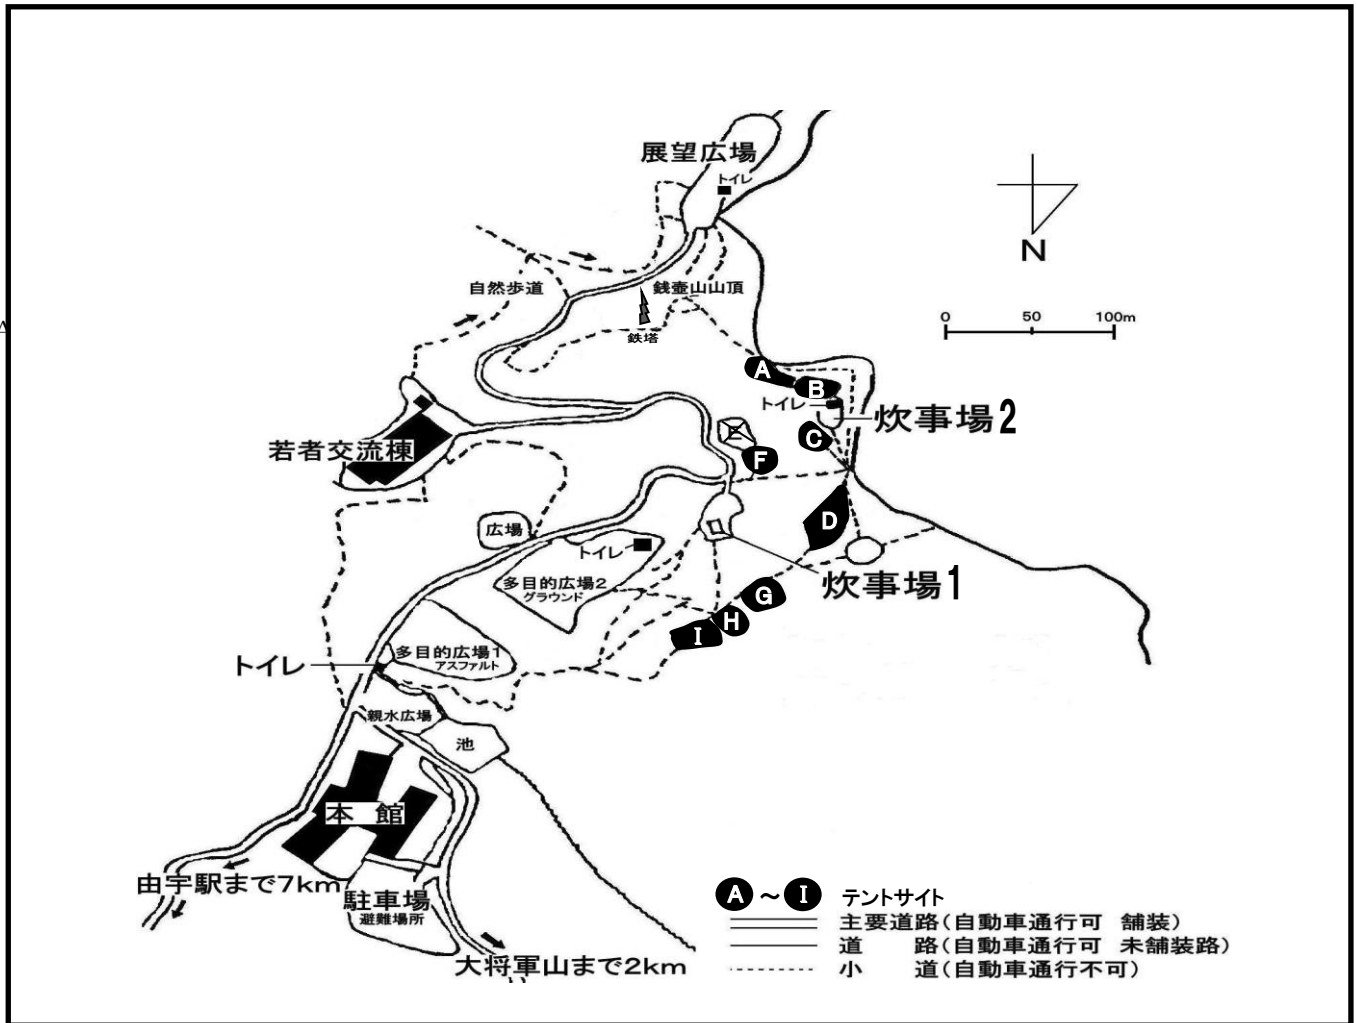 展望広場
トイレ
N
自然歩道
銭壷山山頂
鉄塔
0 50 100m
A
B
トイレ
炊事場2
C
E
F
若者交流棟
D
広場
トイレ
多目的広場2
グラウンド
炊事場1
G
H
I
多目的広場1
アスファルト
トイレ
親水広場
池
本 館
由宇駅まで7km
駐車場
避難場所
大将軍山まで2km
A ~ I テントサイト
主要道路(自動車通行可 舗装)
道 路(自動車通行可 未舗装路)
小 道(自動車通行不可)